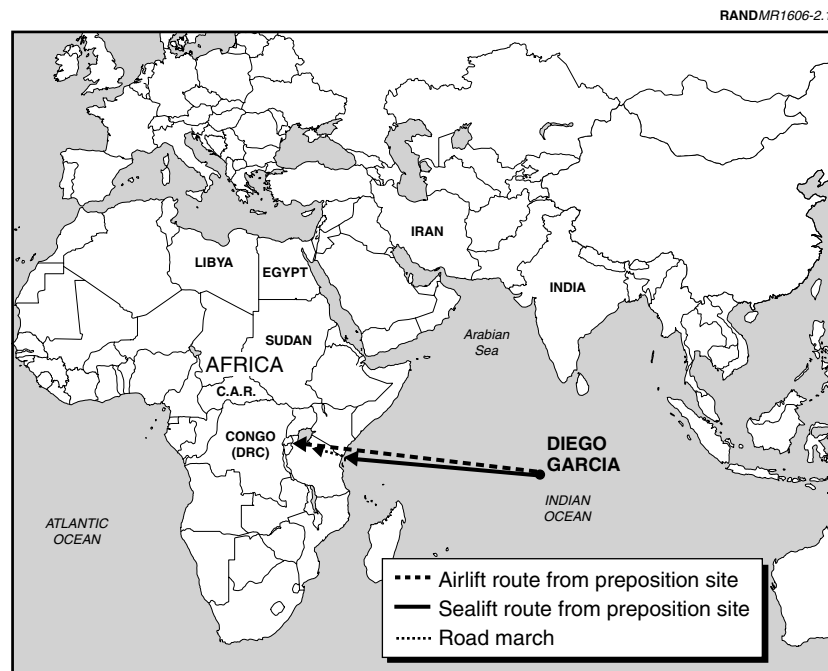 RANDMR1606-2.1
IRAN
LIBYA
EGYPT
INDIA
SUDAN
Arabian
Sea
AFRICA
C.A.R.
CONGO
(DRC)
DIEGO
GARCIA
INDIAN
OCEAN
ATLANTIC
OCEAN
Airlift route from preposition site
Sealift route from preposition site
Road march